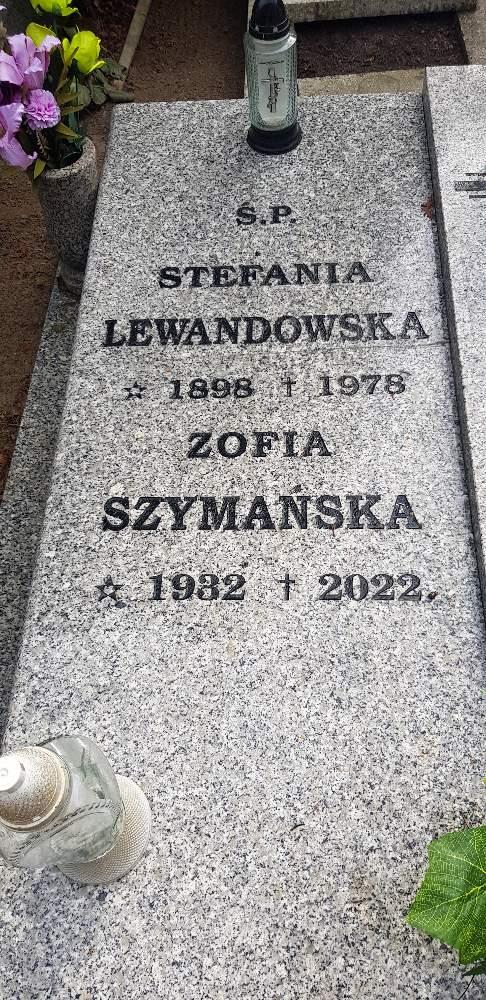 Ś.P.
STEFANIA
LEWANDOWSKA
☆ 1898 † 1978
ZOFIA
SZYMAŃSKA
☆ 1932 † 2022.